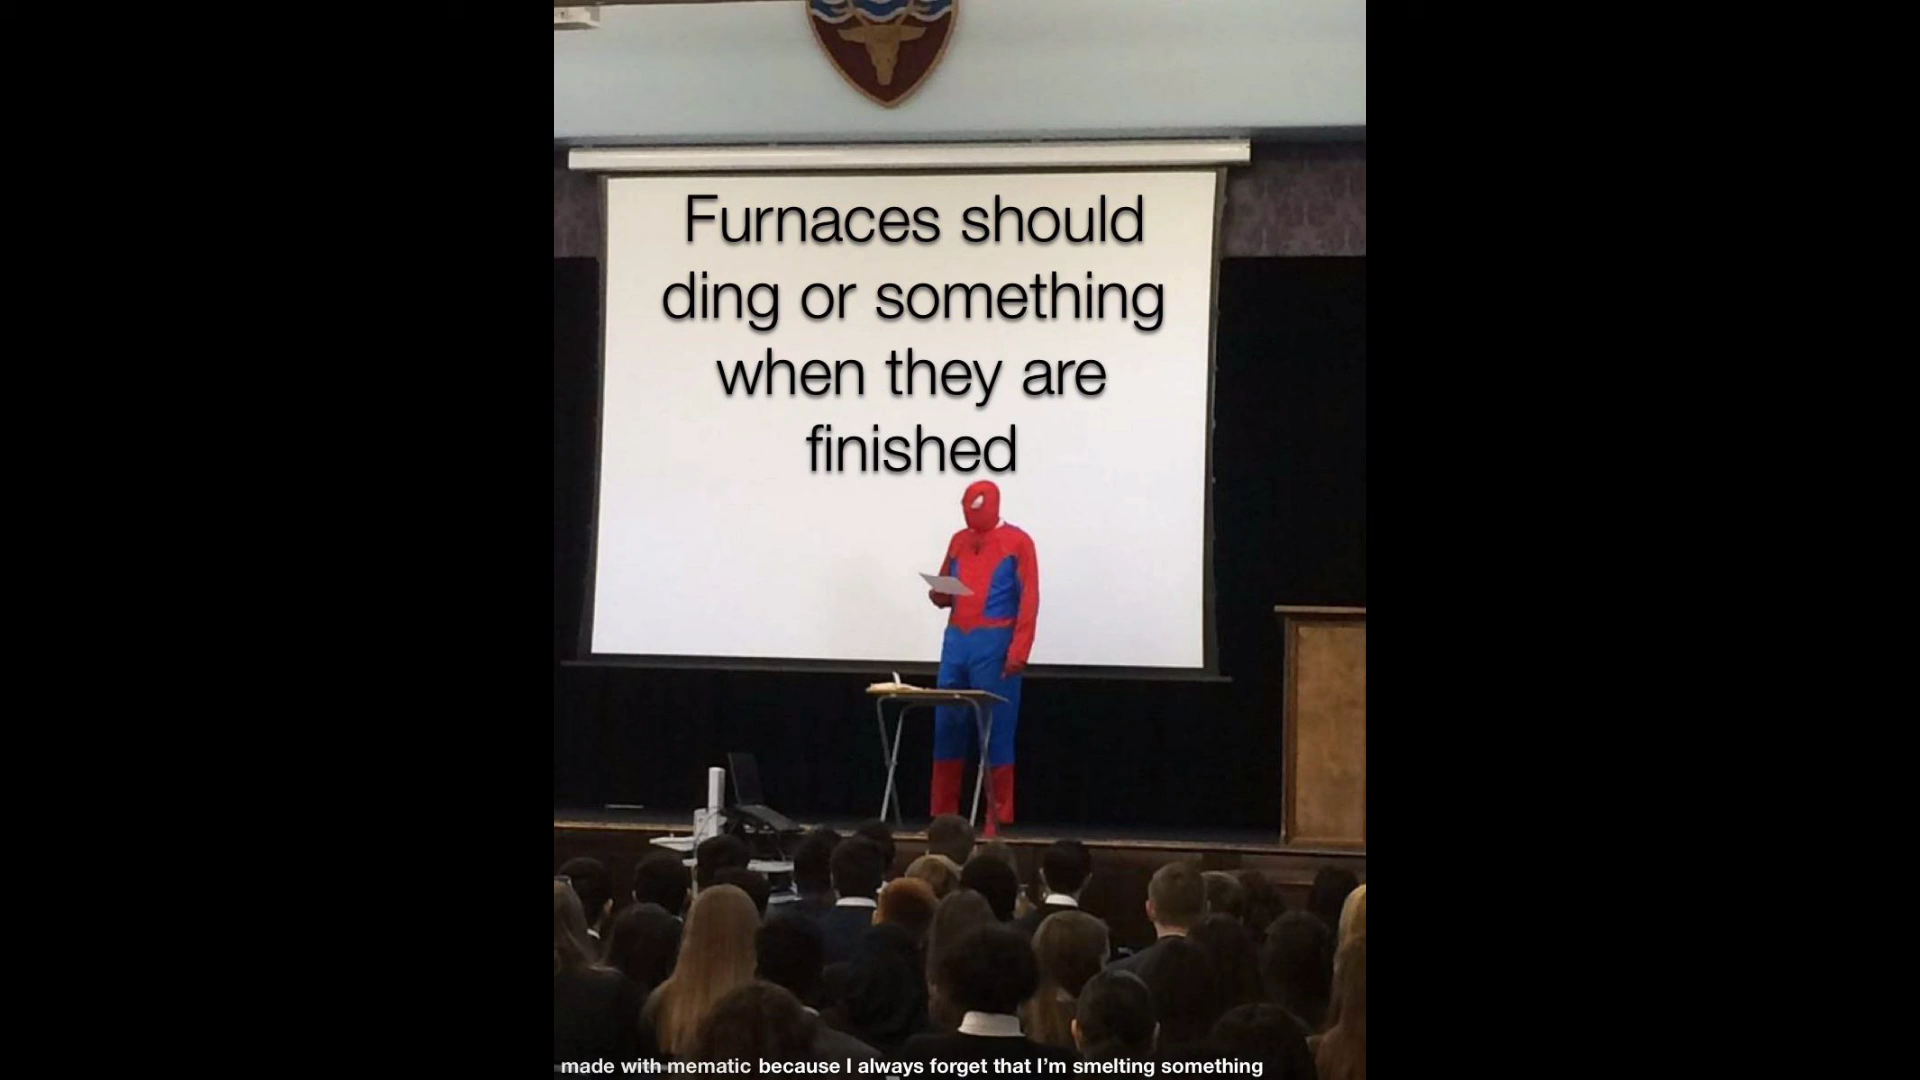 Furnaces should
ding or something
when they are
finished
made with mematic because I always forget that I'm smelting something